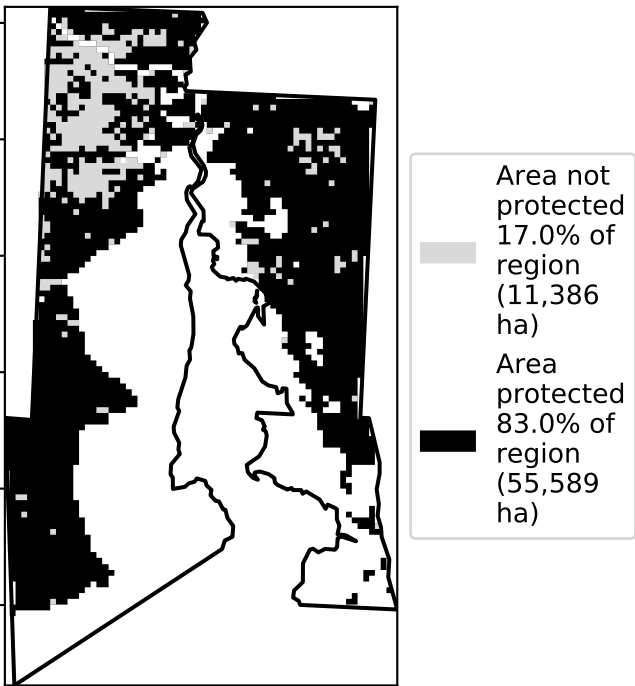 Area not
protected
17.0% of
region
(11,386
ha)
Area
protected
83.0% of
region
(55,589
ha)